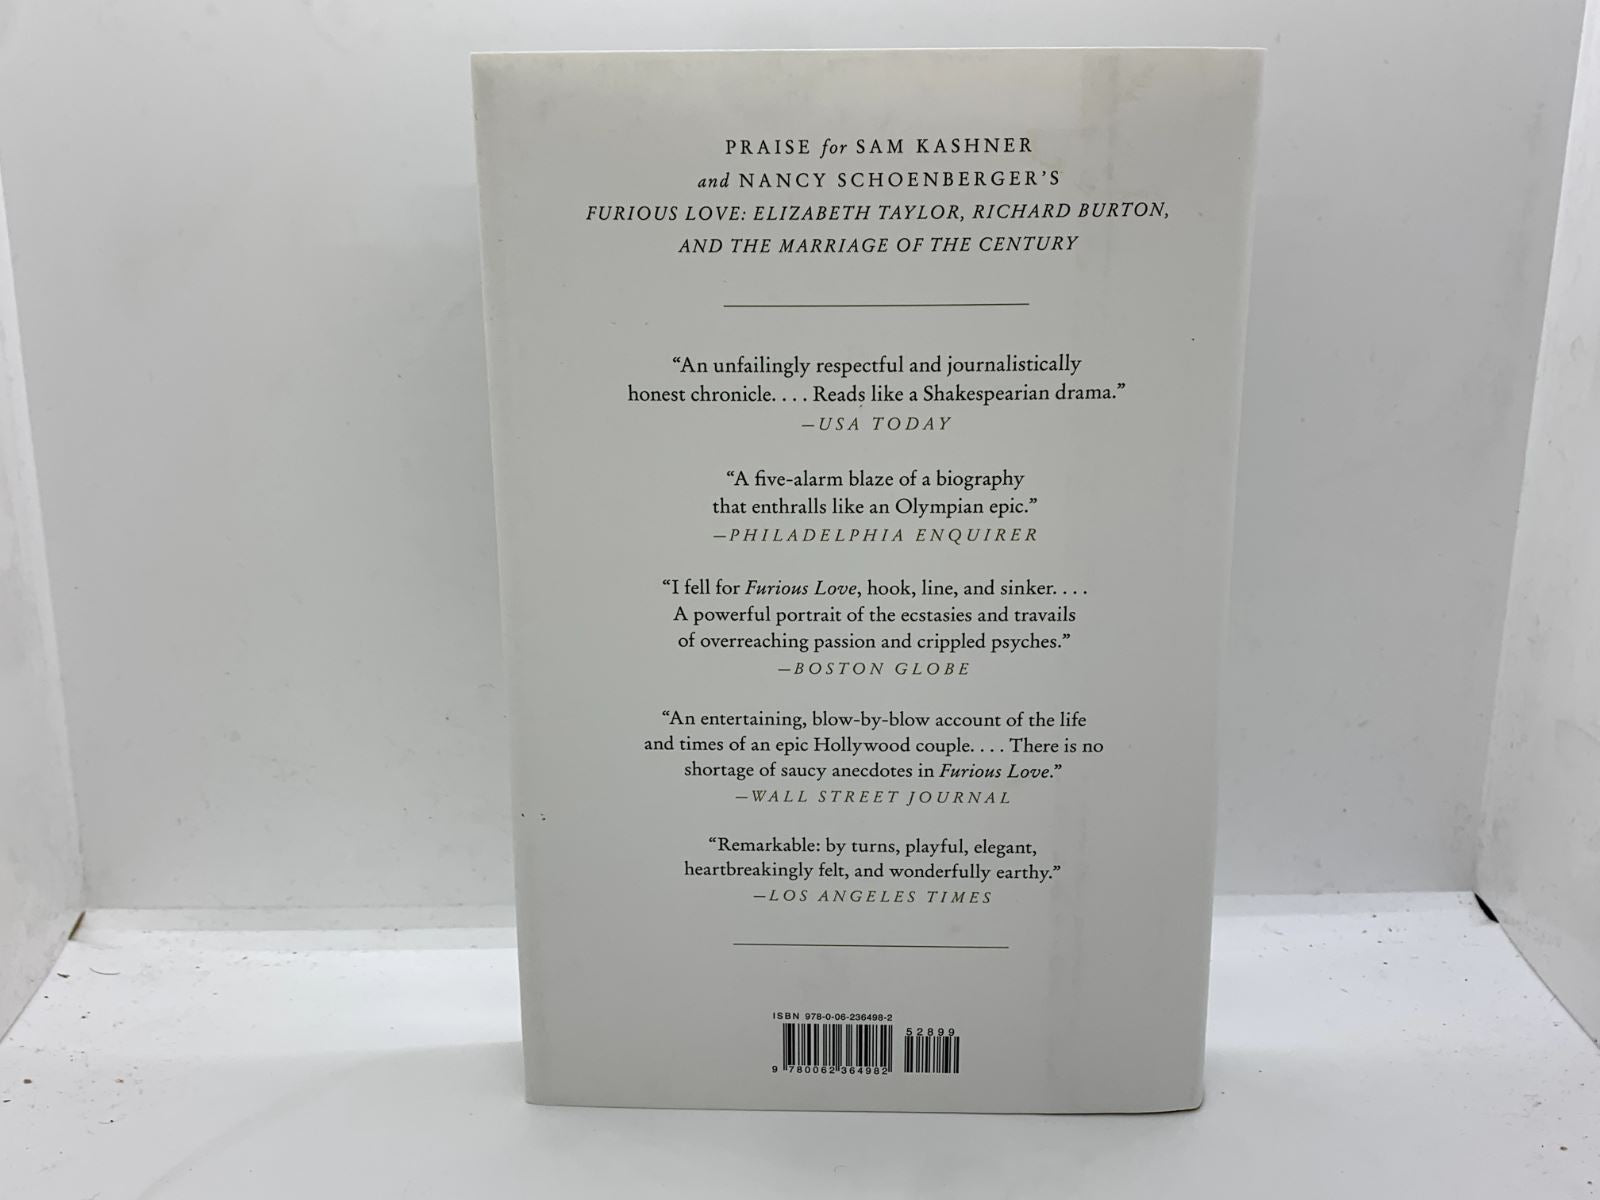 PRAISE for SAM KASHNER
and NANCY SCHOENBERGER’S
FURIOUS LOVE: ELIZABETH TAYLOR, RICHARD BURTON,
AND THE MARRIAGE OF THE CENTURY
“An unfailingly respectful and journalistically
honest chronicle. . . . Reads like a Shakespearian drama.”
—USA TODAY
“A five-alarm blaze of a biography
that enthralls like an Olympian epic.”
—PHILADELPHIA ENQUIRER
“I fell for Furious Love, hook, line, and sinker. . . .
A powerful portrait of the ecstasies and travails
of overreaching passion and crippled psyches.”
—BOSTON GLOBE
“An entertaining, blow-by-blow account of the life
and times of an epic Hollywood couple. . . . There is no
shortage of saucy anecdotes in Furious Love.”
—WALL STREET JOURNAL
“Remarkable: by turns, playful, elegant,
heartbreakingly felt, and wonderfully earthy.”
—LOS ANGELES TIMES
ISBN 978-0-06-236498-2
52899
9 780062 364982